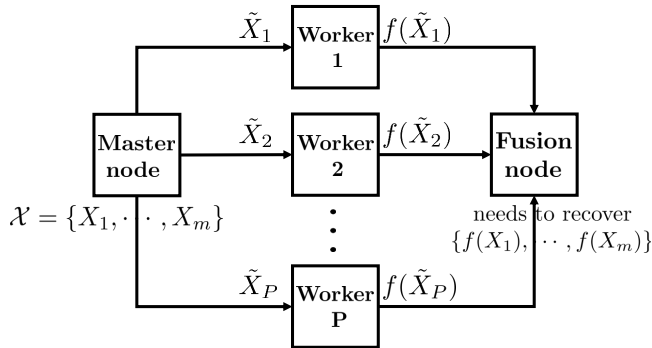 X̃₁
Worker
1
f(X̃₁)
Master
node
X̃₂
Worker
2
f(X̃₂)
Fusion
node
𝒳 = {X₁, ⋯ , Xₘ}
needs to recover
{f(X₁), ⋯ , f(Xₘ)}
X̃_P
Worker
P
f(X̃_P)